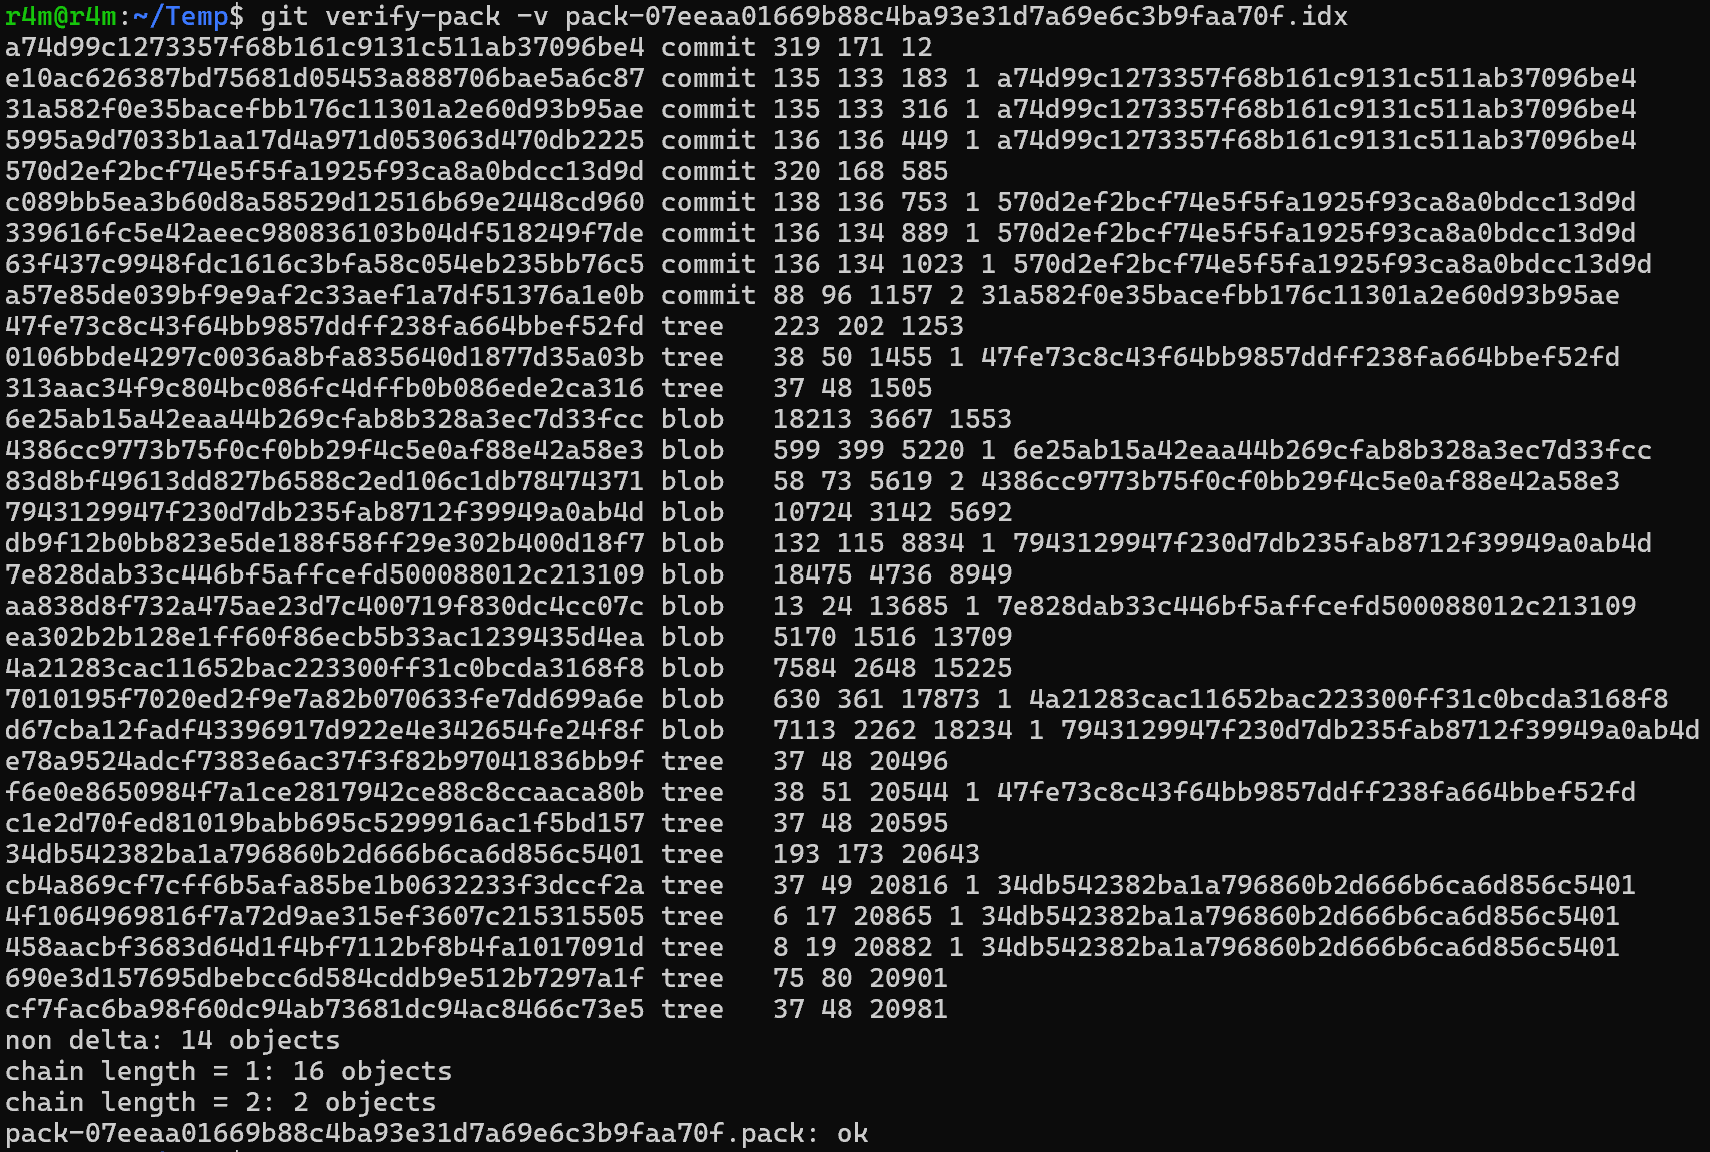 r4m@r4m:~/Temp$ git verify-pack -v pack-07eeaa01669b88c4ba93e31d7a69e6c3b9faa70f.idx
a74d99c1273357f68b161c9131c511ab37096be4 commit 319 171 12
e10ac626387bd75681d05453a888706bae5a6c87 commit 135 133 183 1 a74d99c1273357f68b161c9131c511ab37096be4
31a582f0e35bacefbb176c11301a2e60d93b95ae commit 135 133 316 1 a74d99c1273357f68b161c9131c511ab37096be4
5995a9d7033b1aa17d4a971d053063d470db2225 commit 136 136 449 1 a74d99c1273357f68b161c9131c511ab37096be4
570d2ef2bcf74e5f5fa1925f93ca8a0bdcc13d9d commit 320 168 585
c089bb5ea3b60d8a58529d12516b69e2448cd960 commit 138 136 753 1 570d2ef2bcf74e5f5fa1925f93ca8a0bdcc13d9d
339616fc5e42aeec980836103b04df518249f7de commit 136 134 889 1 570d2ef2bcf74e5f5fa1925f93ca8a0bdcc13d9d
63f437c9948fdc1616c3bfa58c054eb235bb76c5 commit 136 134 1023 1 570d2ef2bcf74e5f5fa1925f93ca8a0bdcc13d9d
a57e85de039bf9e9af2c33aef1a7df51376a1e0b commit 88 96 1157 2 31a582f0e35bacefbb176c11301a2e60d93b95ae
47fe73c8c43f64bb9857ddff238fa664bbef52fd tree   223 202 1253
0106bbde4297c0036a8bfa835640d1877d35a03b tree   38 50 1455 1 47fe73c8c43f64bb9857ddff238fa664bbef52fd
313aac34f9c804bc086fc4dffb0b086ede2ca316 tree   37 48 1505
6e25ab15a42eaa44b269cfab8b328a3ec7d33fcc blob   18213 3667 1553
4386cc9773b75f0cf0bb29f4c5e0af88e42a58e3 blob   599 399 5220 1 6e25ab15a42eaa44b269cfab8b328a3ec7d33fcc
83d8bf49613dd827b6588c2ed106c1db78474371 blob   58 73 5619 2 4386cc9773b75f0cf0bb29f4c5e0af88e42a58e3
7943129947f230d7db235fab8712f39949a0ab4d blob   10724 3142 5692
db9f12b0bb823e5de188f58ff29e302b400d18f7 blob   132 115 8834 1 7943129947f230d7db235fab8712f39949a0ab4d
7e828dab33c446bf5affcefd500088012c213109 blob   18475 4736 8949
aa838d8f732a475ae23d7c400719f830dc4cc07c blob   13 24 13685 1 7e828dab33c446bf5affcefd500088012c213109
ea302b2b128e1ff60f86ecb5b33ac1239435d4ea blob   5170 1516 13709
4a21283cac11652bac223300ff31c0bcda3168f8 blob   7584 2648 15225
7010195f7020ed2f9e7a82b070633fe7dd699a6e blob   630 361 17873 1 4a21283cac11652bac223300ff31c0bcda3168f8
d67cba12fadf43396917d922e4e342654fe24f8f blob   7113 2262 18234 1 7943129947f230d7db235fab8712f39949a0ab4d
e78a9524adcf7383e6ac37f3f82b97041836bb9f tree   37 48 20496
f6e0e8650984f7a1ce2817942ce88c8ccaaca80b tree   38 51 20544 1 47fe73c8c43f64bb9857ddff238fa664bbef52fd
c1e2d70fed81019babb695c5299916ac1f5bd157 tree   37 48 20595
34db542382ba1a796860b2d666b6ca6d856c5401 tree   193 173 20643
cb4a869cf7cff6b5afa85be1b0632233f3dccf2a tree   37 49 20816 1 34db542382ba1a796860b2d666b6ca6d856c5401
4f1064969816f7a72d9ae315ef3607c215315505 tree   6 17 20865 1 34db542382ba1a796860b2d666b6ca6d856c5401
458aacbf3683d64d1f4bf7112bf8b4fa1017091d tree   8 19 20882 1 34db542382ba1a796860b2d666b6ca6d856c5401
690e3d157695dbebcc6d584cddb9e512b7297a1f tree   75 80 20901
cf7fac6ba98f60dc94ab73681dc94ac8466c73e5 tree   37 48 20981
non delta: 14 objects
chain length = 1: 16 objects
chain length = 2: 2 objects
pack-07eeaa01669b88c4ba93e31d7a69e6c3b9faa70f.pack: ok